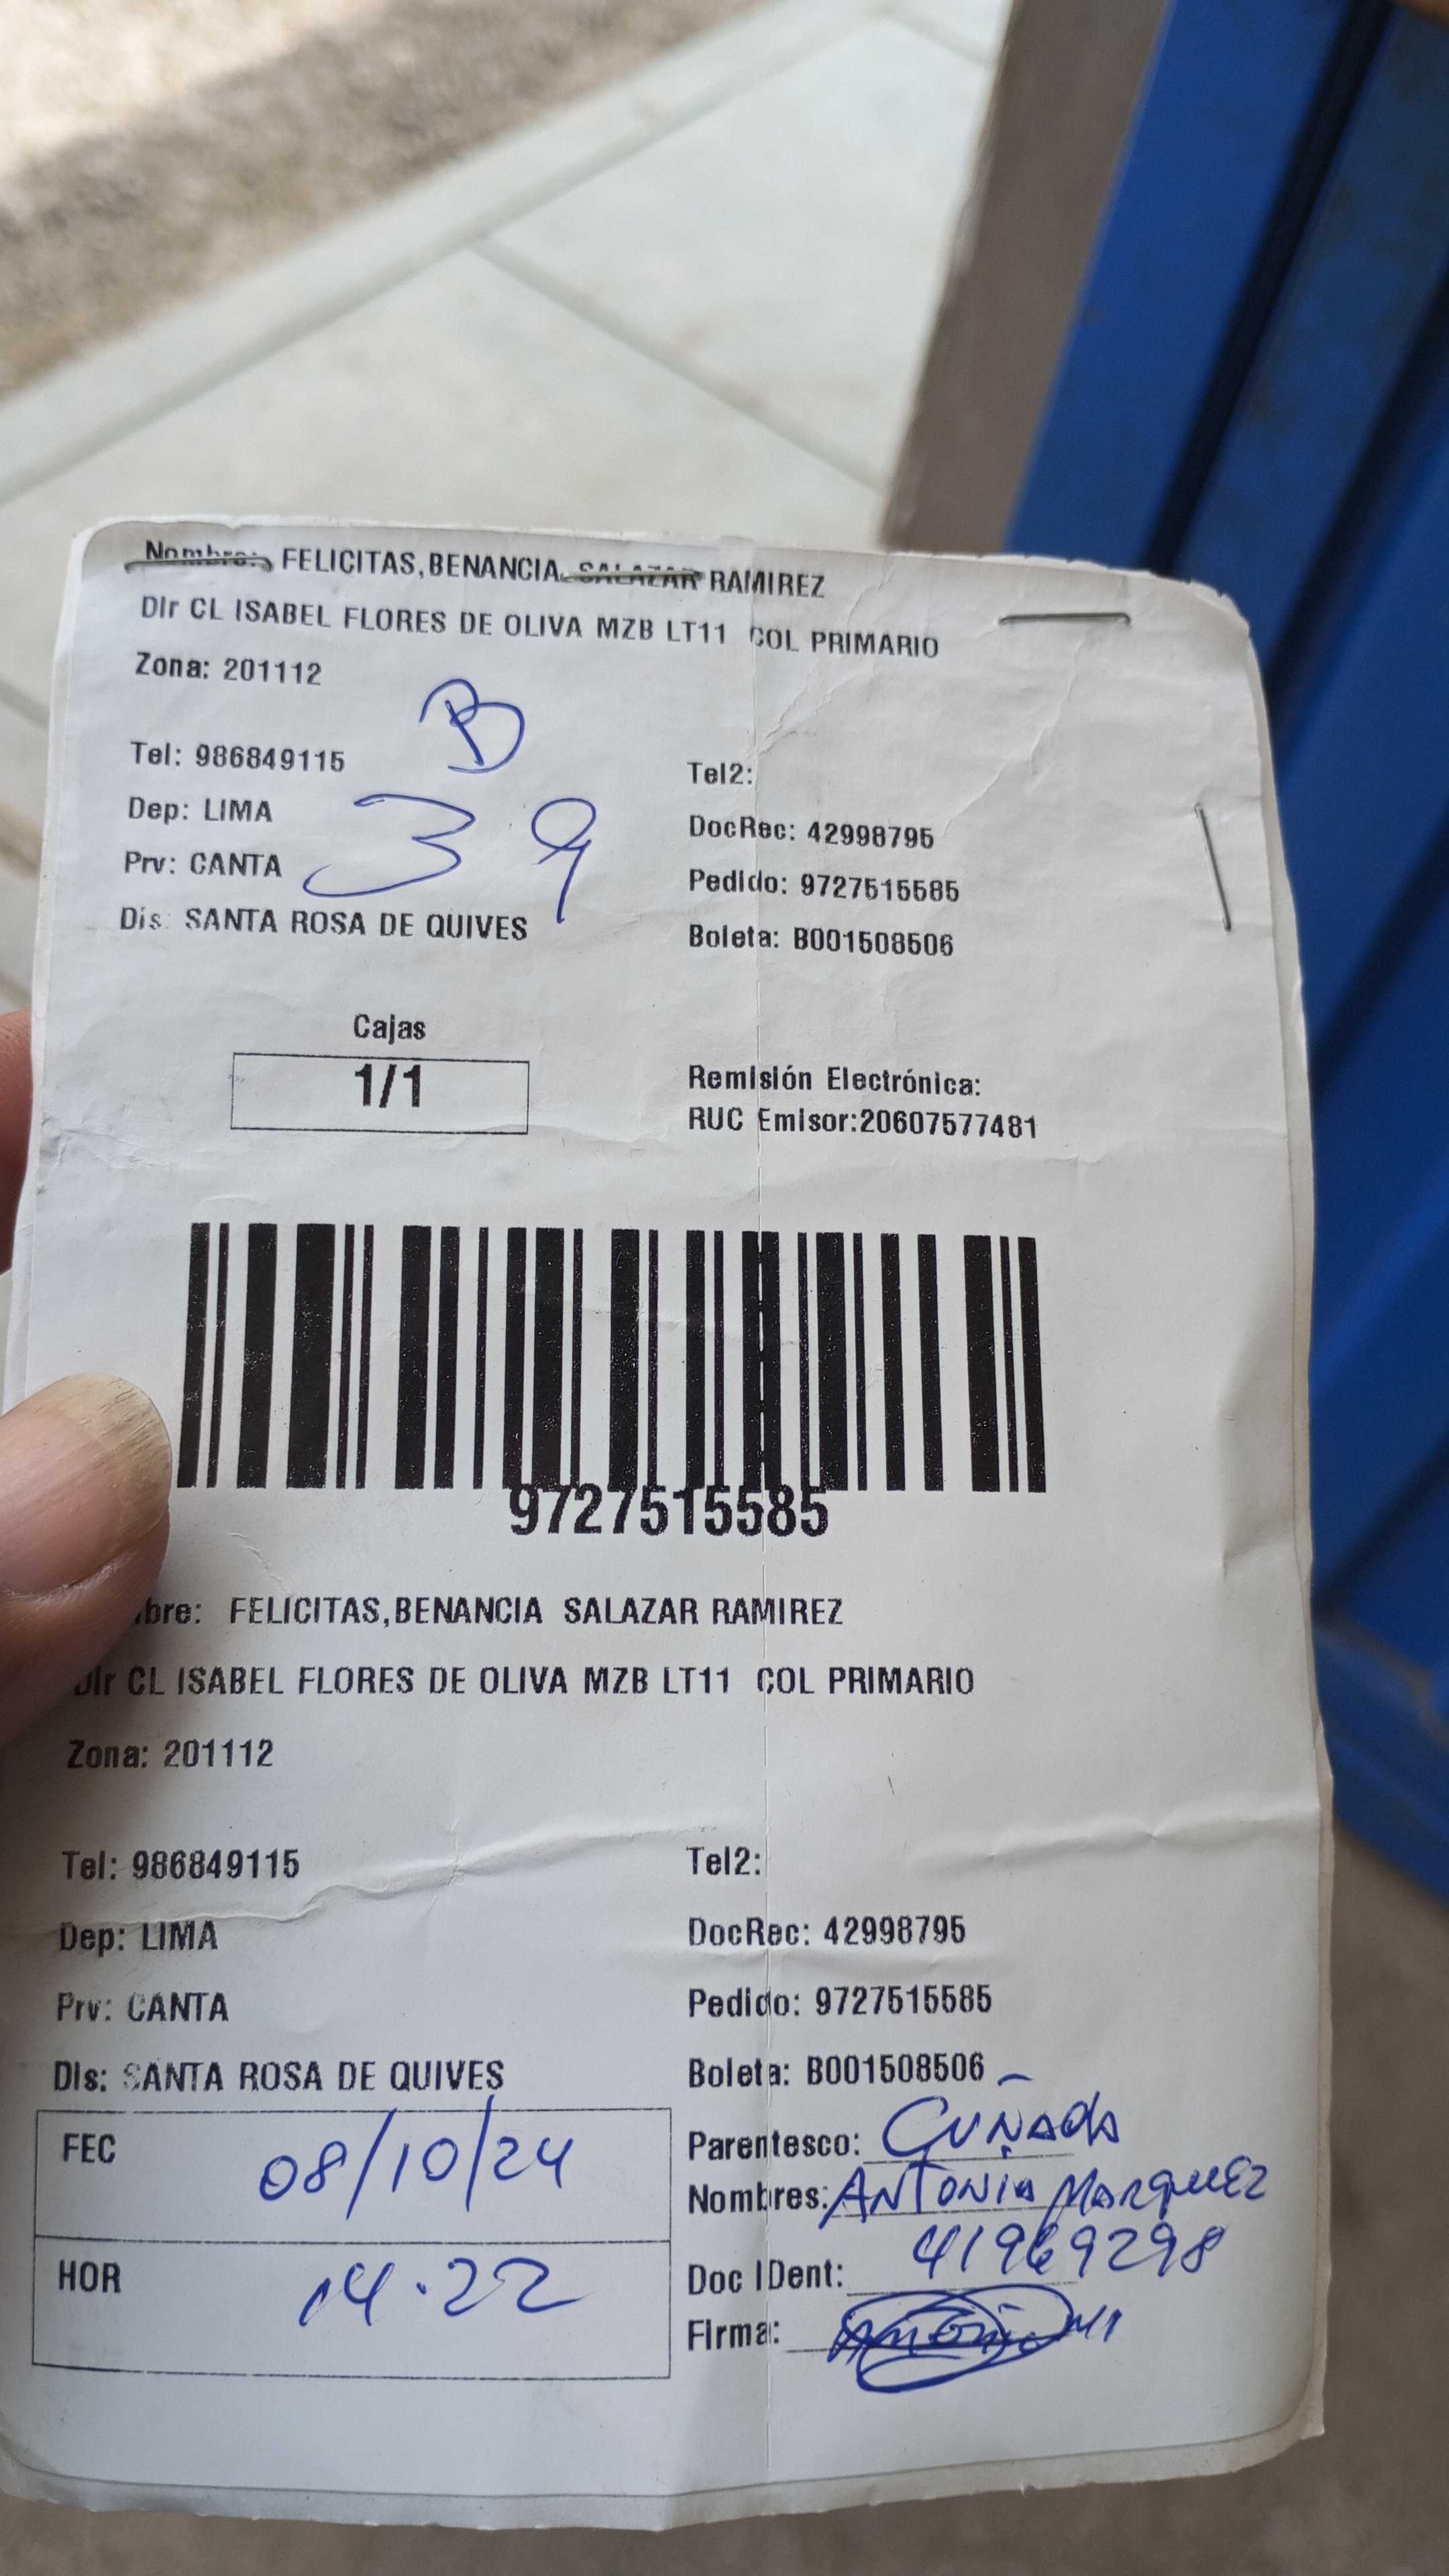 Nombre: FELICITAS,BENANCIA SALAZAR RAMIREZ
Dir CL ISABEL FLORES DE OLIVA MZB LT11 COL PRIMARIO
Zona: 201112
B
Tel: 986849115
Tel2:
Dep: LIMA
39
DocRec: 42998795
Prv: CANTA
Pedido: 9727515585
Dis: SANTA ROSA DE QUIVES
Boleta: B001508506
Cajas
1/1
Remisión Electrónica:
RUC Emisor:20607577481
9727515585
bre: FELICITAS,BENANCIA SALAZAR RAMIREZ
Dir CL ISABEL FLORES DE OLIVA MZB LT11 COL PRIMARIO
Zona: 201112
Tel: 986849115
Tel2:
Dep: LIMA
DocRec: 42998795
Prv: CANTA
Pedido: 9727515585
Dis: SANTA ROSA DE QUIVES
Boleta: B001508506
FEC 08/10/24
Parentesco: CUÑADA
Nombres: ANTONIA MARQUEZ
HOR 14.22
Doc IDent: 41969298
Firma: